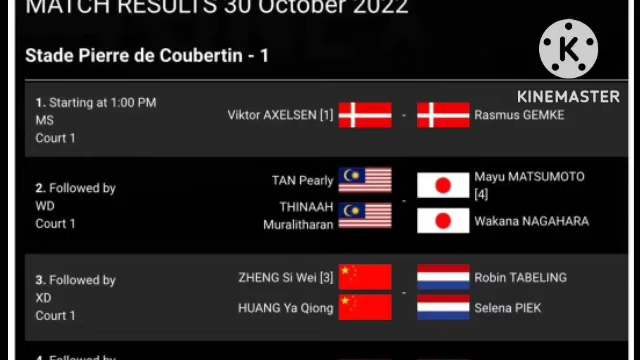 MATCH RESULTS 30 October 2022
Stade Pierre de Coubertin - 1
K
KINEMASTER
1. Starting at 1:00 PM
MS
Court 1
Viktor AXELSEN [1]
-
Rasmus GEMKE
2. Followed by
WD
Court 1
TAN Pearly
THINAAH
Muralitharan
-
Mayu MATSUMOTO
[4]
Wakana NAGAHARA
3. Followed by
XD
Court 1
ZHENG Si Wei [3]
HUANG Ya Qiong
-
Robin TABELING
Selena PIEK
4. Followed by